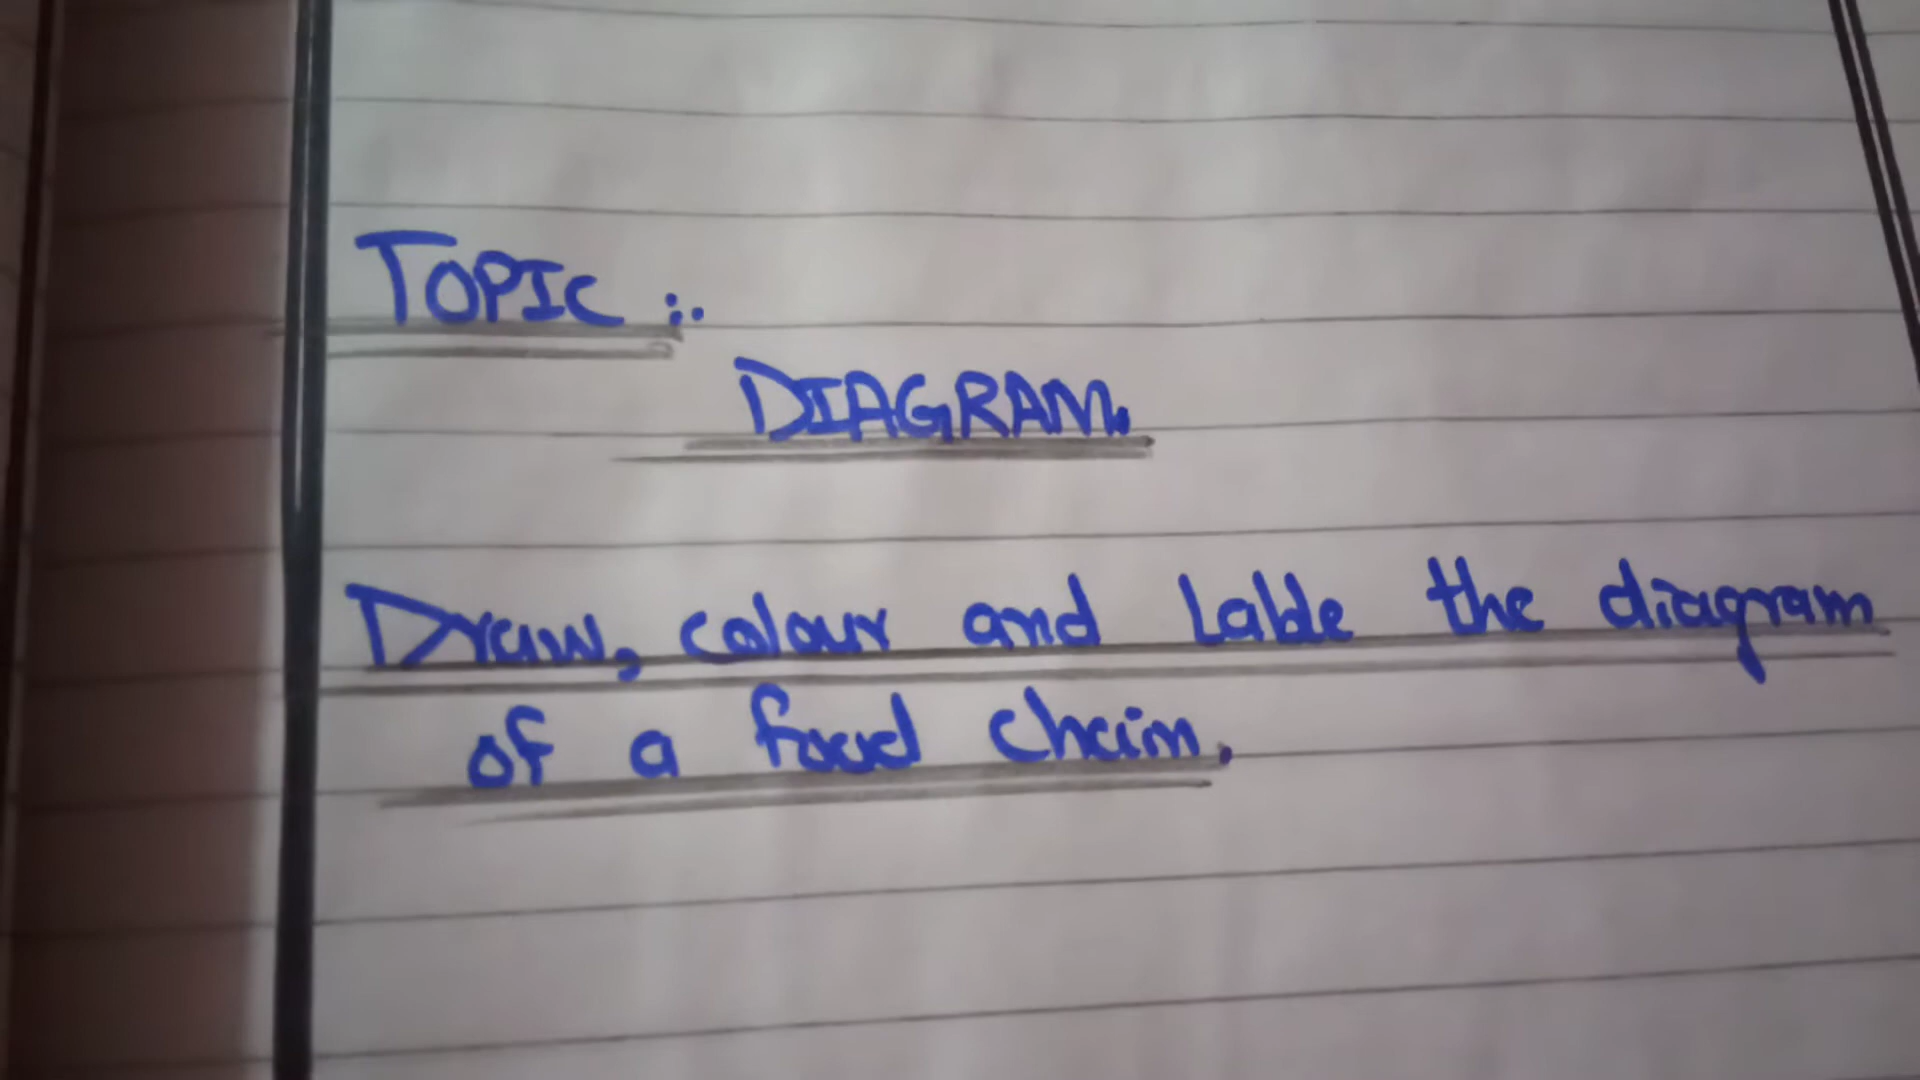 TOPIC :.
DIAGRAM.
Draw, colour and Lable the diagram
of a food chain.